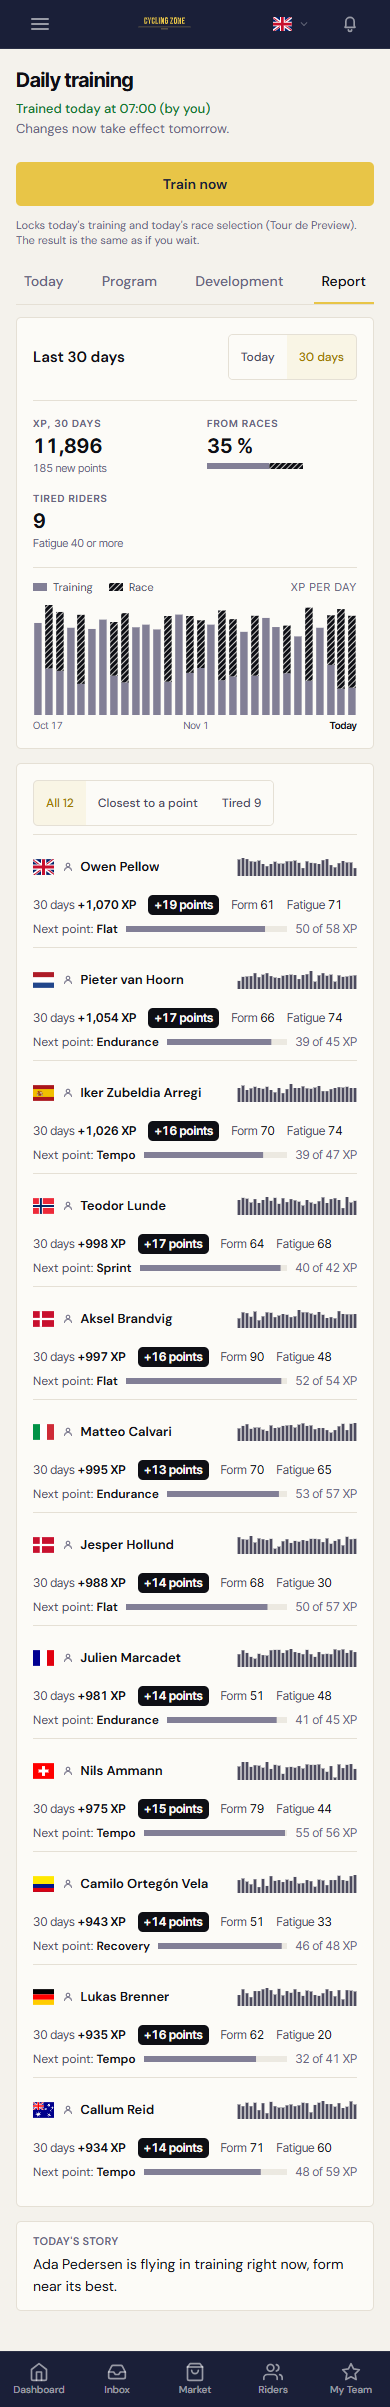 CYCLING ZONE
Daily training
Trained today at 07:00 (by you)
Changes now take effect tomorrow.
Train now
Locks today's training and today's race selection (Tour de Preview).
The result is the same as if you wait.
Today Program Development Report
Last 30 days Today 30 days
XP, 30 DAYS FROM RACES
11,896 35 %
185 new points
TIRED RIDERS
9
Fatigue 40 or more
Training Race XP PER DAY
Oct 17 Nov 1 Today
All 12 Closest to a point Tired 9
Owen Pellow
30 days +1,070 XP +19 points Form 61 Fatigue 71
Next point: Flat 50 of 58 XP
Pieter van Hoorn
30 days +1,054 XP +17 points Form 66 Fatigue 74
Next point: Endurance 39 of 45 XP
Iker Zubeldia Arregi
30 days +1,026 XP +16 points Form 70 Fatigue 74
Next point: Tempo 39 of 47 XP
Teodor Lunde
30 days +998 XP +17 points Form 64 Fatigue 68
Next point: Sprint 40 of 42 XP
Aksel Brandvig
30 days +997 XP +16 points Form 90 Fatigue 48
Next point: Flat 52 of 54 XP
Matteo Calvari
30 days +995 XP +13 points Form 70 Fatigue 65
Next point: Endurance 53 of 57 XP
Jesper Hollund
30 days +988 XP +14 points Form 68 Fatigue 30
Next point: Flat 50 of 57 XP
Julien Marcadet
30 days +981 XP +14 points Form 51 Fatigue 48
Next point: Endurance 41 of 45 XP
Nils Ammann
30 days +975 XP +15 points Form 79 Fatigue 44
Next point: Tempo 55 of 56 XP
Camilo Ortegón Vela
30 days +943 XP +14 points Form 51 Fatigue 33
Next point: Recovery 46 of 48 XP
Lukas Brenner
30 days +935 XP +16 points Form 62 Fatigue 20
Next point: Tempo 32 of 41 XP
Callum Reid
30 days +934 XP +14 points Form 71 Fatigue 60
Next point: Tempo 48 of 59 XP
TODAY'S STORY
Ada Pedersen is flying in training right now, form
near its best.
Dashboard Inbox Market Riders My Team